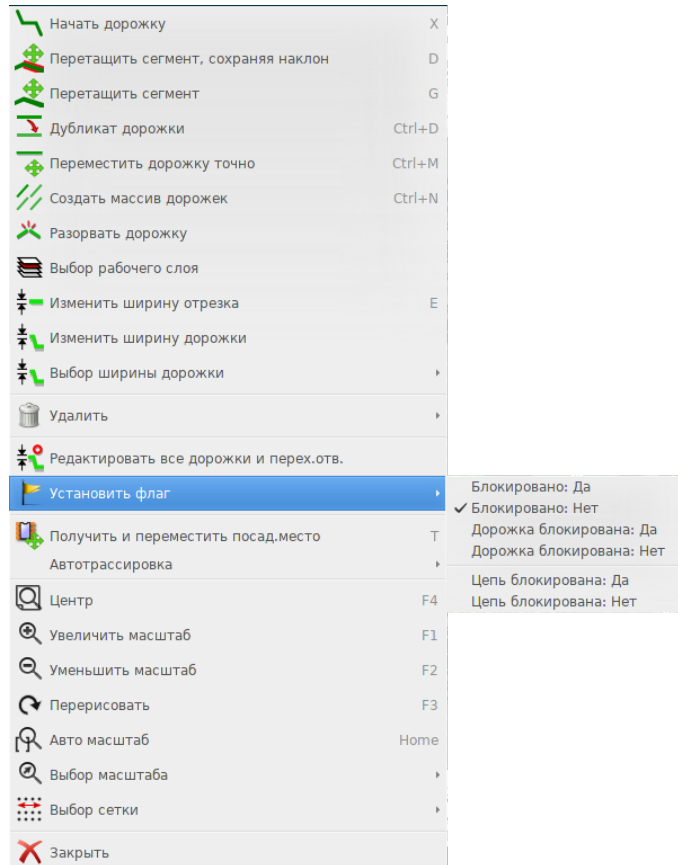 Начать дорожку X
Перетащить сегмент, сохраняя наклон D
Перетащить сегмент G
Дубликат дорожки Ctrl+D
Переместить дорожку точно Ctrl+M
Создать массив дорожек Ctrl+N
Разорвать дорожку
Выбор рабочего слоя
Изменить ширину отрезка E
Изменить ширину дорожки
Выбор ширины дорожки
Удалить
Редактировать все дорожки и перех.отв.
Установить флаг
Блокировано: Да
Блокировано: Нет
Дорожка блокирована: Да
Дорожка блокирована: Нет
Цепь блокирована: Да
Цепь блокирована: Нет
Получить и переместить посад.место T
Автотрассировка
Центр F4
Увеличить масштаб F1
Уменьшить масштаб F2
Перерисовать F3
Авто масштаб Home
Выбор масштаба
Выбор сетки
Закрыть